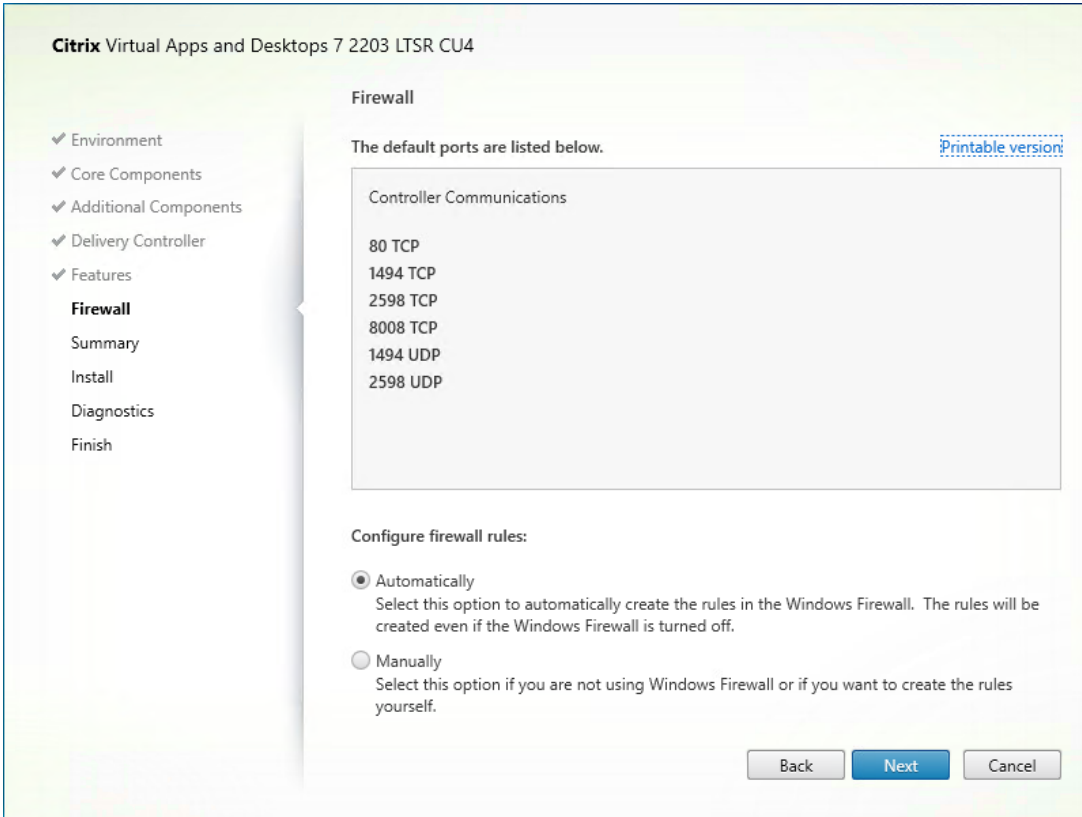 Citrix Virtual Apps and Desktops 7 2203 LTSR CU4
Environment
Core Components
Additional Components
Delivery Controller
Features
Firewall
Summary
Install
Diagnostics
Finish
Firewall
The default ports are listed below.
Printable version
Controller Communications
80 TCP
1494 TCP
2598 TCP
8008 TCP
1494 UDP
2598 UDP
Configure firewall rules:
Automatically
Select this option to automatically create the rules in the Windows Firewall. The rules will be
created even if the Windows Firewall is turned off.
Manually
Select this option if you are not using Windows Firewall or if you want to create the rules
yourself.
Back
Next
Cancel